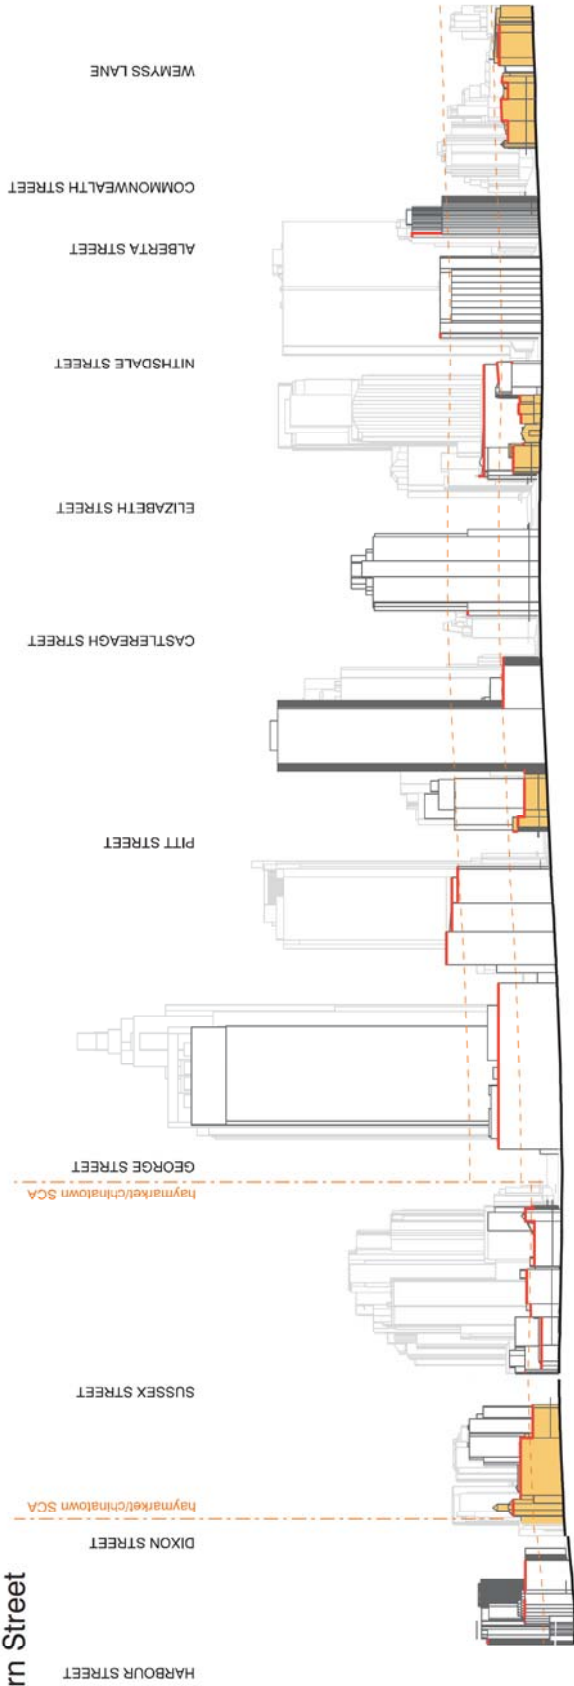 rn Street
HARBOUR STREET
DIXON STREET
haymarket/chinatown SCA
SUSSEX STREET
haymarket/chinatown SCA
GEORGE STREET
PITT STREET
CASTLEREAGH STREET
ELIZABETH STREET
NITHSDALE STREET
ALBERTA STREET
COMMONWEALTH STREET
WEMYSS LANE